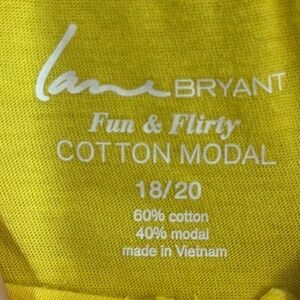 Lane BRYANT
Fun & Flirty
COTTON MODAL
18/20
60% cotton
40% modal
made in Vietnam